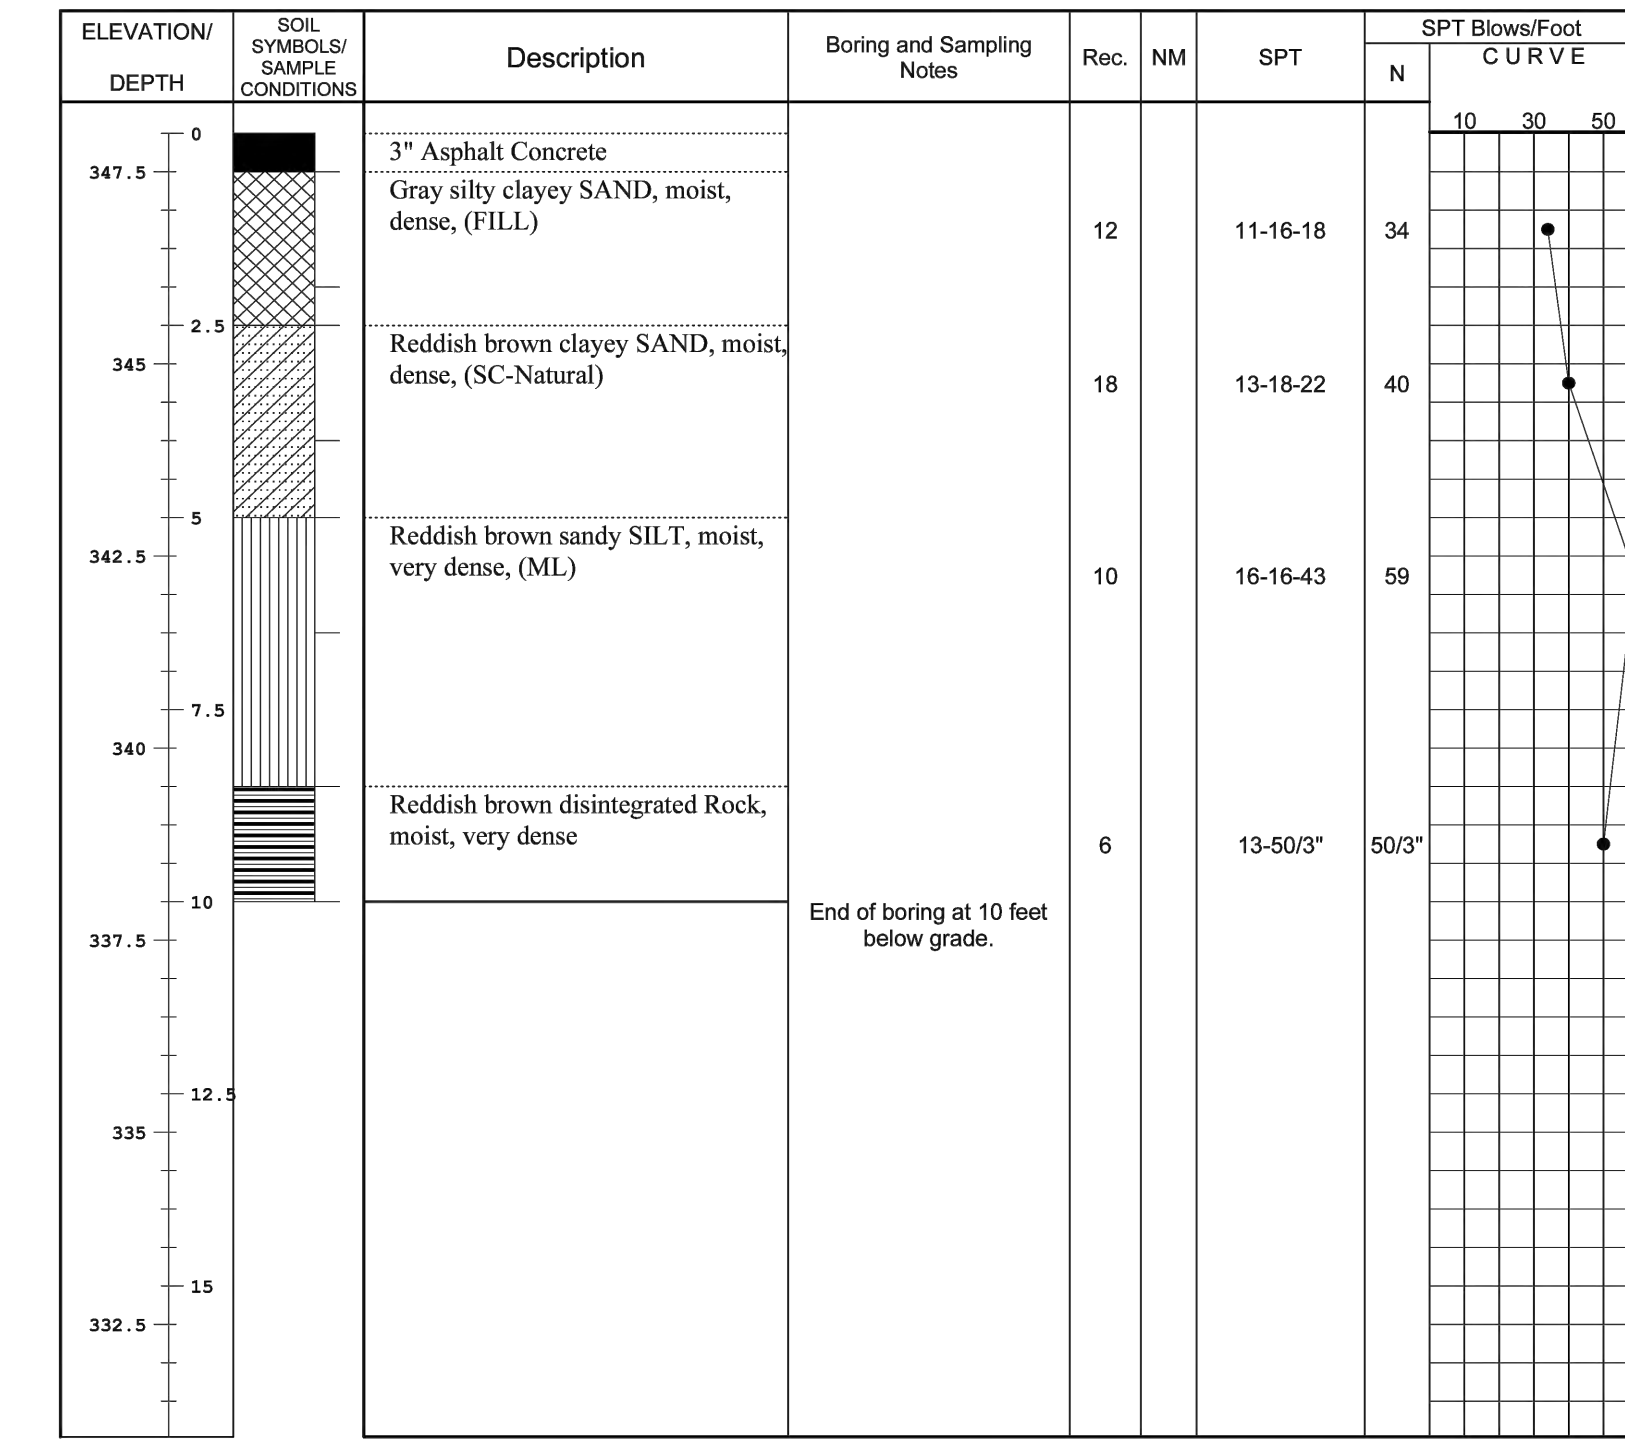 ELEVATION/
DEPTH
SOIL
SYMBOLS/
SAMPLE
CONDITIONS
Description
Boring and Sampling
Notes
Rec.
NM
SPT
SPT Blows/Foot
N
CURVE
10 30 50
0
3" Asphalt Concrete
347.5
Gray silty clayey SAND, moist,
dense, (FILL)
12 11-16-18 34
2.5
Reddish brown clayey SAND, moist,
345
dense, (SC-Natural)
18 13-18-22 40
5
Reddish brown sandy SILT, moist,
342.5
very dense, (ML)
10 16-16-43 59
7.5
340
Reddish brown disintegrated Rock,
moist, very dense
6 13-50/3" 50/3"
10
End of boring at 10 feet
below grade.
337.5
12.5
335
15
332.5